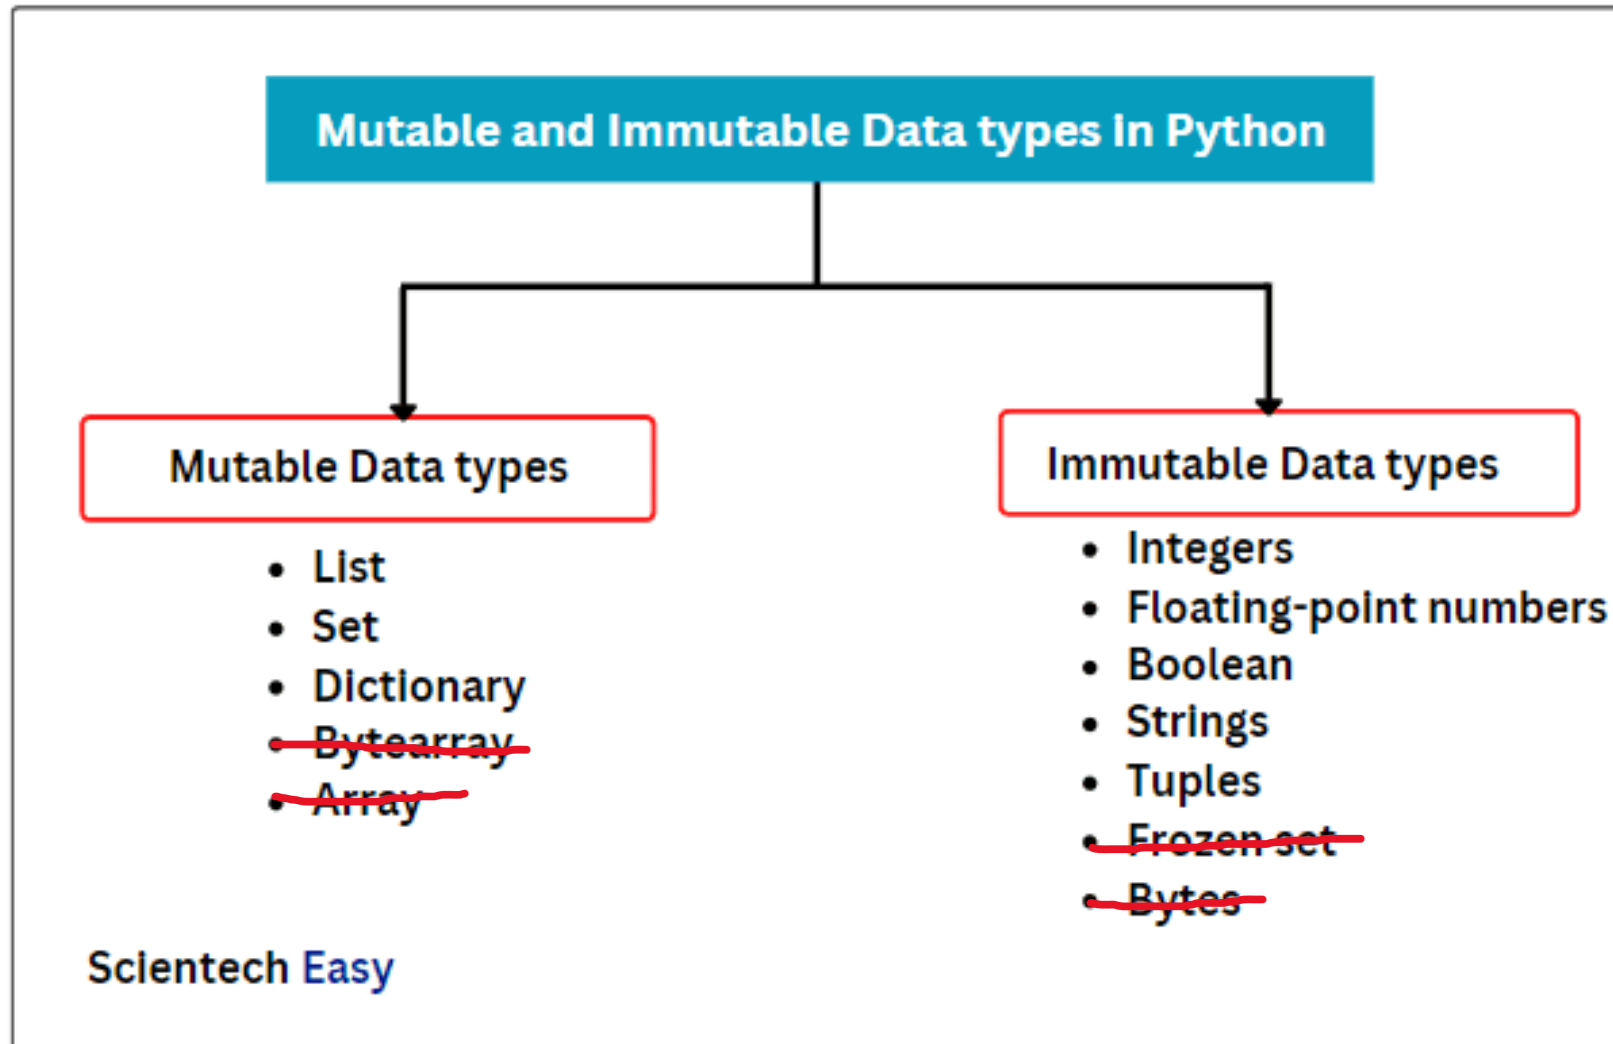 Mutable and Immutable Data types in Python
Mutable Data types
• List
• Set
• Dictionary
• Bytearray
• Array
Immutable Data types
• Integers
• Floating-point numbers
• Boolean
• Strings
• Tuples
• Frozen set
• Bytes
Scientech Easy